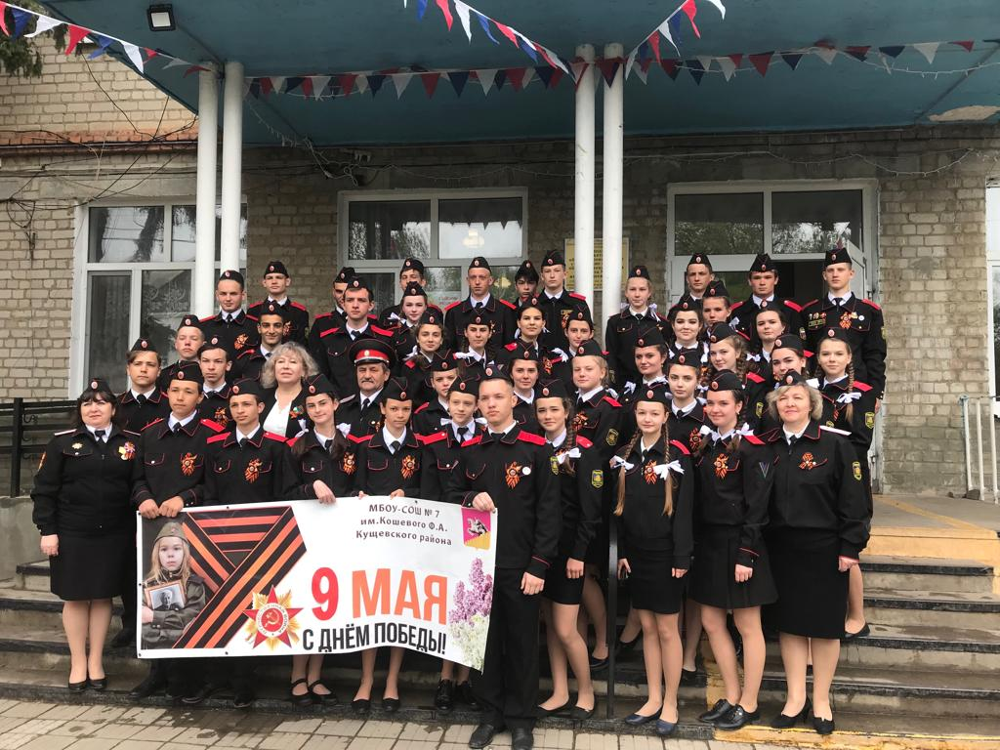 МБОУ-СОШ № 7
им.Кошевого Ф.А.
Кущевского района
9 МАЯ
С ДНЁМ ПОБЕДЫ!